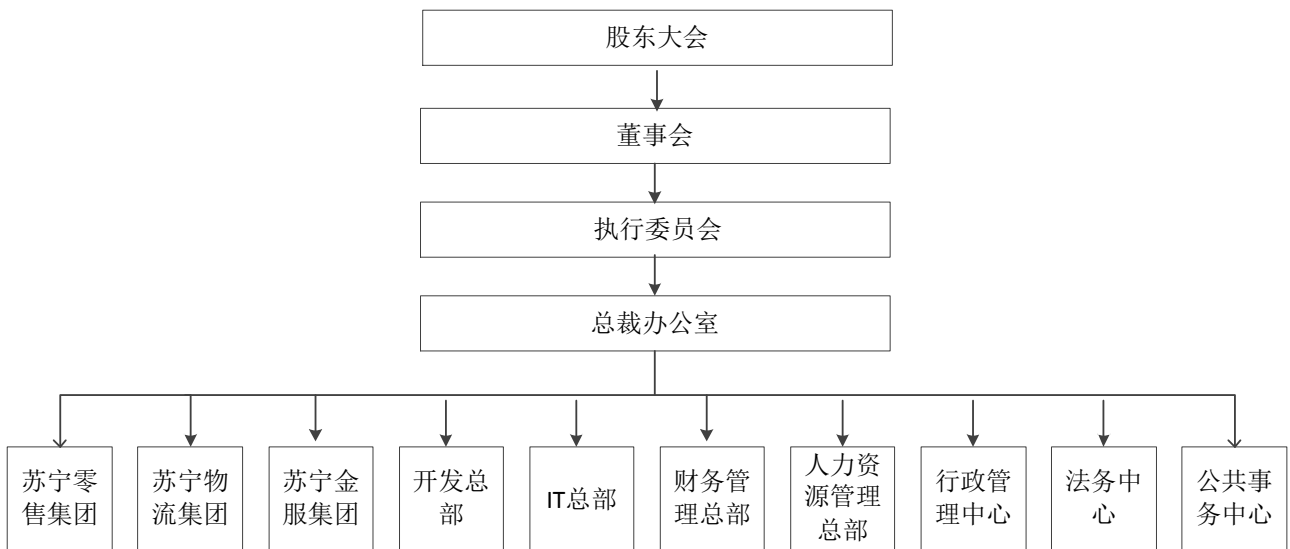 股东大会
董事会
执行委员会
总裁办公室
苏宁零
售集团
苏宁物
流集团
苏宁金
服集团
开发总
部
IT总部
财务管
理总部
人力资
源管理
总部
行政管
理中心
法务中
心
公共事
务中心